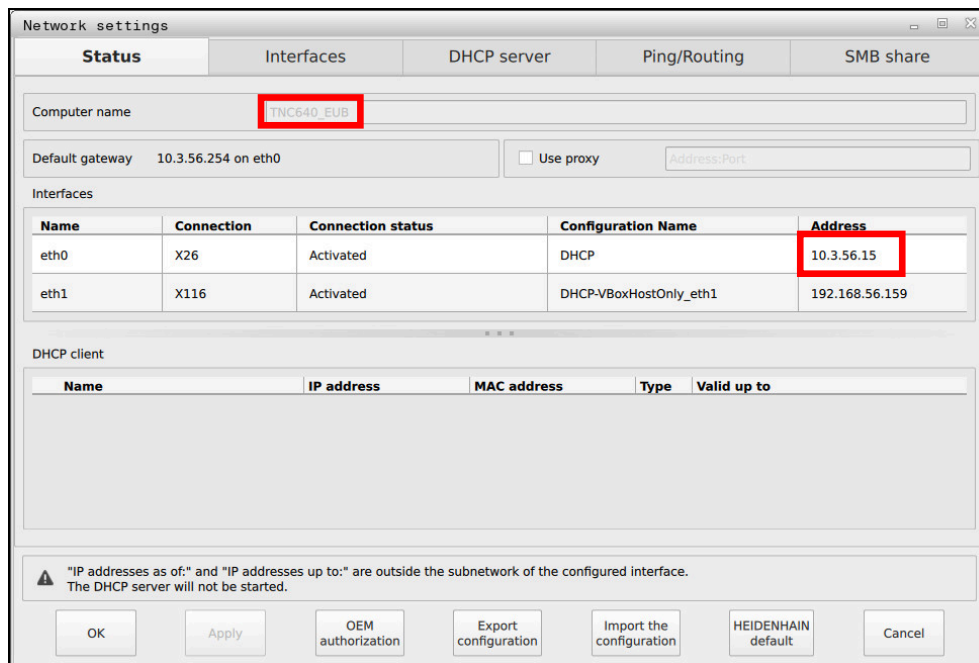 Network settings
Status Interfaces DHCP server Ping/Routing SMB share
Computer name TNC640_EUB
Default gateway 10.3.56.254 on eth0 Use proxy Address:Port
Interfaces
Name Connection Connection status Configuration Name Address
eth0 X26 Activated DHCP 10.3.56.15
eth1 X116 Activated DHCP-VBoxHostOnly_eth1 192.168.56.159
DHCP client
Name IP address MAC address Type Valid up to
"IP addresses as of:" and "IP addresses up to:" are outside the subnetwork of the configured interface.
The DHCP server will not be started.
OK Apply OEM authorization Export configuration Import the configuration HEIDENHAIN default Cancel